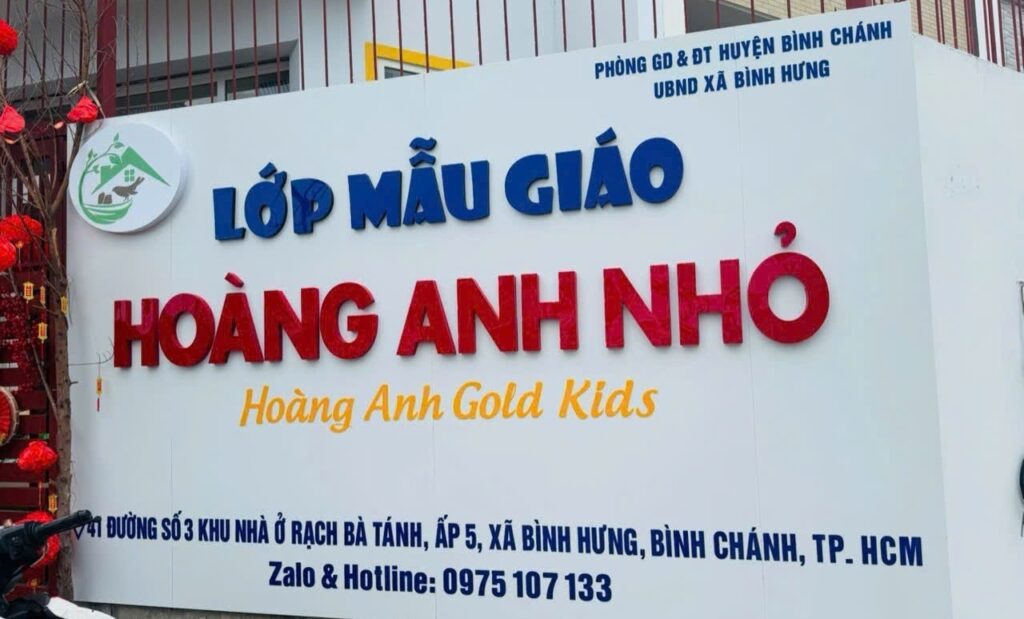 PHÒNG GD & ĐT HUYỆN BÌNH CHÁNH
UBND XÃ BÌNH HƯNG
LỚP MẪU GIÁO
HOÀNG ANH NHỎ
Hoàng Anh Gold Kids
41 ĐƯỜNG SỐ 3 KHU NHÀ Ở RẠCH BÀ TÁNH, ẤP 5, XÃ BÌNH HƯNG, BÌNH CHÁNH, TP. HCM
Zalo & Hotline: 0975 107 133